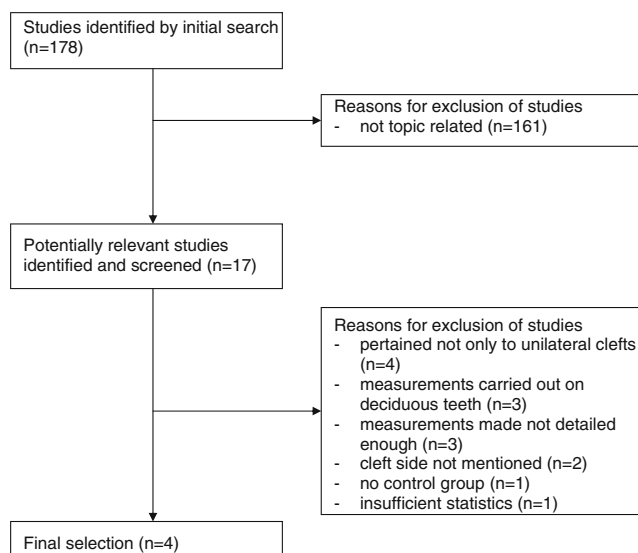 Studies identified by initial search
(n=178)
Reasons for exclusion of studies
- not topic related (n=161)
Potentially relevant studies
identified and screened (n=17)
Reasons for exclusion of studies
- pertained not only to unilateral clefts
(n=4)
- measurements carried out on
deciduous teeth (n=3)
- measurements made not detailed
enough (n=3)
- cleft side not mentioned (n=2)
- no control group (n=1)
- insufficient statistics (n=1)
Final selection (n=4)